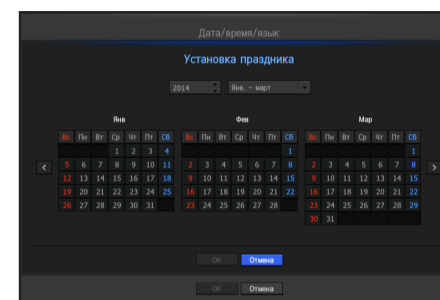 Дата/время/язык
Установка праздника
2014 Янв. – март
Янв Фев Мар
Вс Пн Вт Ср Чт Пт Сб Вс Пн Вт Ср Чт Пт Сб Вс Пн Вт Ср Чт Пт Сб
1 2 3 4 1 1
5 6 7 8 9 10 11 2 3 4 5 6 7 8 2 3 4 5 6 7 8
12 13 14 15 16 17 18 9 10 11 12 13 14 15 9 10 11 12 13 14 15
19 20 21 22 23 24 25 16 17 18 19 20 21 22 16 17 18 19 20 21 22
26 27 28 29 30 31 23 24 25 26 27 28 23 24 25 26 27 28 29
30 31
ОК Отмена
ОК Отмена